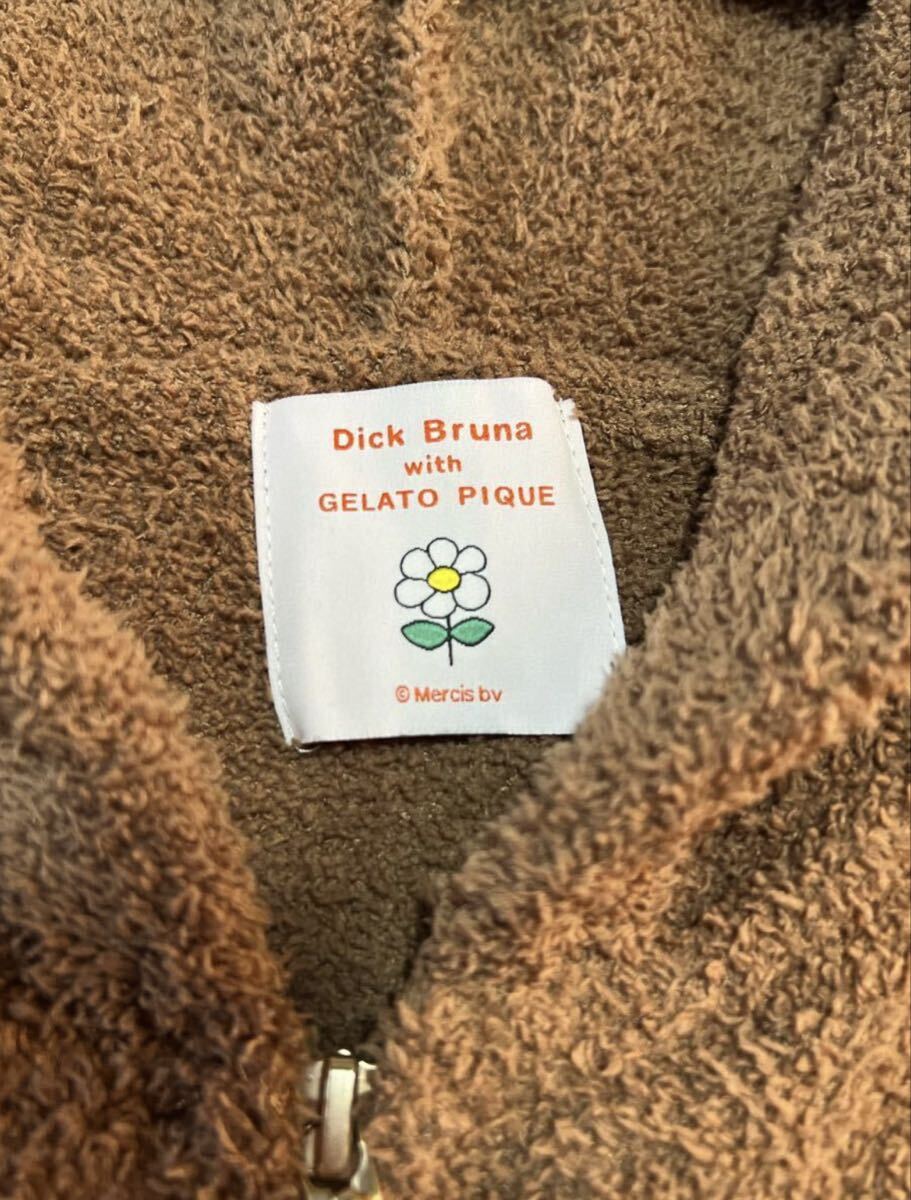 Dick Bruna
with
GELATO PIQUE
© Mercis bv